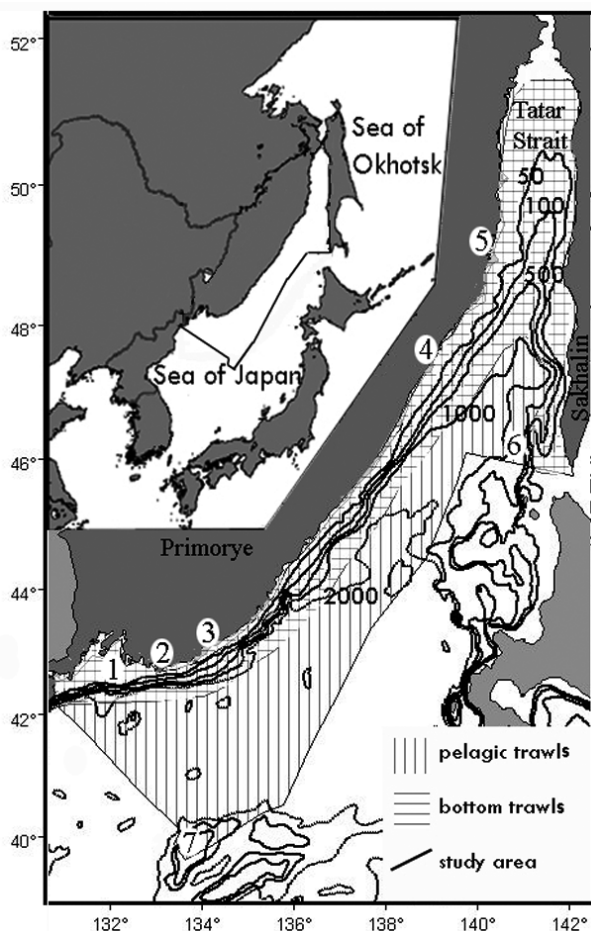 52°
50°
48°
46°
44°
42°
40°
Sea of
Okhotsk
Sea of Japan
Tatar
Strait
50
100
500
1000
2000
Sakhalin
Primorye
5
4
6
3
2
1
7
pelagic trawls
bottom trawls
study area
132°
134°
136°
138°
140°
142°